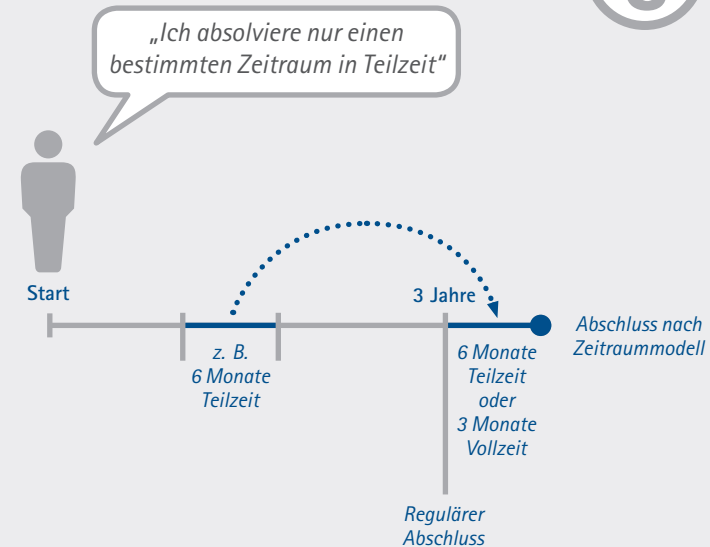 „Ich absolviere nur einen
bestimmten Zeitraum in Teilzeit“
Start
3 Jahre
z. B.
6 Monate
Teilzeit
6 Monate
Teilzeit
oder
3 Monate
Vollzeit
Abschluss nach
Zeitraummodell
Regulärer
Abschluss